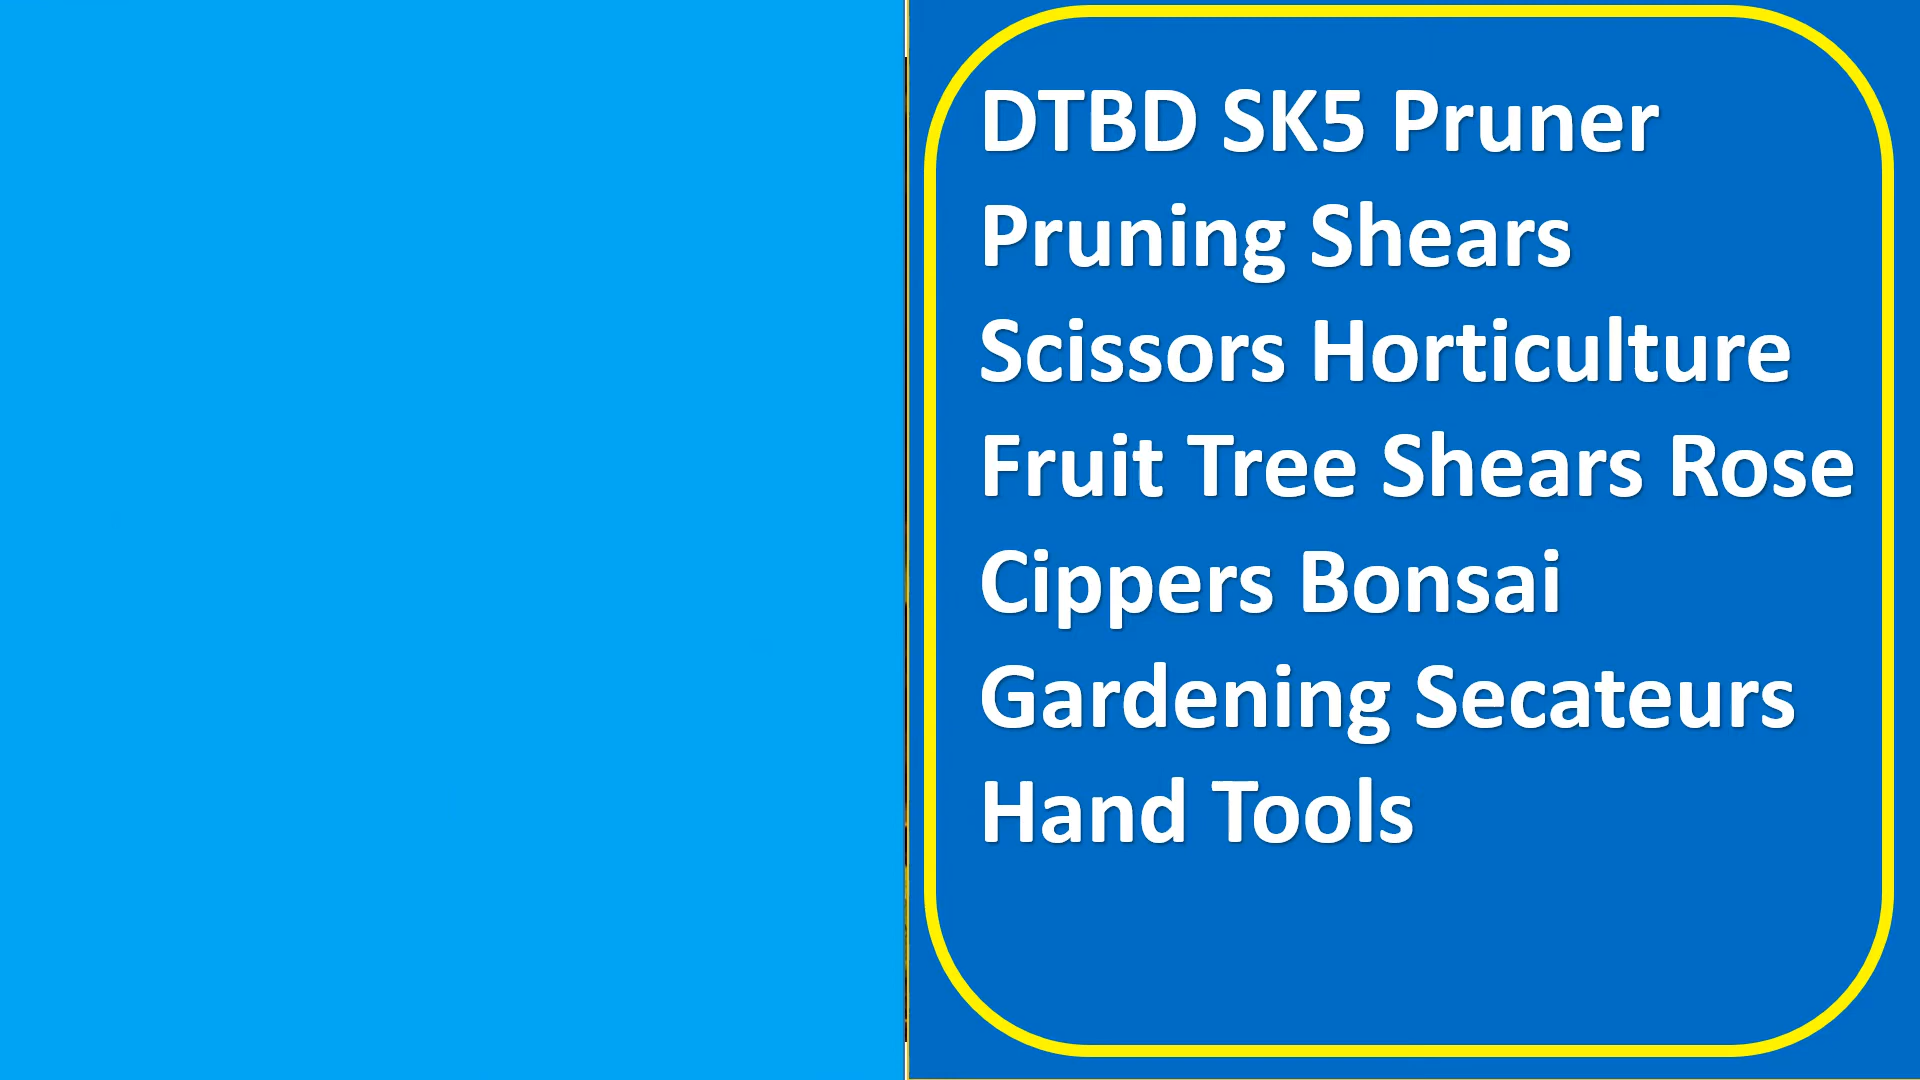 DTBD SK5 Pruner
Pruning Shears
Scissors Horticulture
Fruit Tree Shears Rose
Cippers Bonsai
Gardening Secateurs
Hand Tools